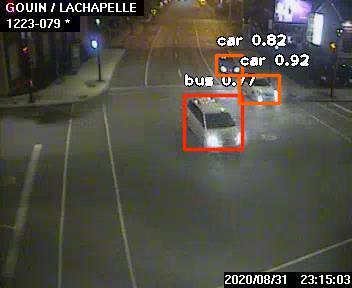 GOUIN / LACHAPELLE
1223-079 *
car 0.82
car 0.92
bus 0.77
2020/08/31 23:15:03